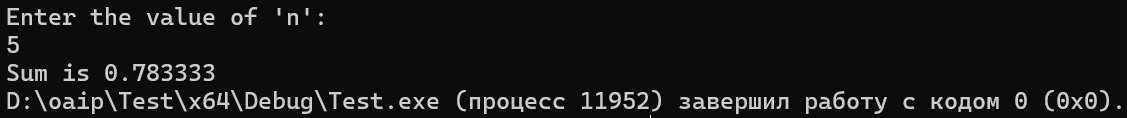 Enter the value of 'n':
5
Sum is 0.783333
D:\oaip\Test\x64\Debug\Test.exe (процесс 11952) завершил работу с кодом 0 (0x0).